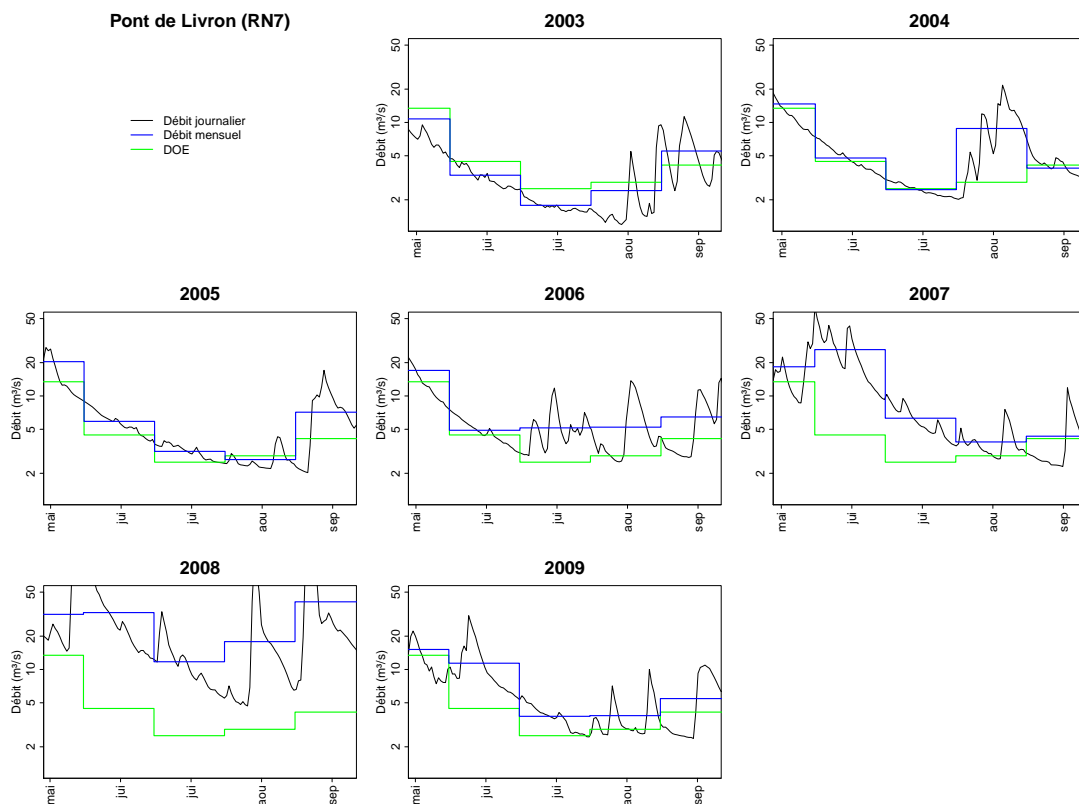 Pont de Livron (RN7)
Débit journalier
Débit mensuel
DOE
2003
Débit (m³/s)
50
20
10
5
2
mai
jui
jui
aou
sep
2004
Débit (m³/s)
50
20
10
5
2
mai
jui
jui
aou
sep
2005
Débit (m³/s)
50
20
10
5
2
mai
jui
jui
aou
sep
2006
Débit (m³/s)
50
20
10
5
2
mai
jui
jui
aou
sep
2007
Débit (m³/s)
50
20
10
5
2
mai
jui
jui
aou
sep
2008
Débit (m³/s)
50
20
10
5
2
mai
jui
jui
aou
sep
2009
Débit (m³/s)
50
20
10
5
2
mai
jui
jui
aou
sep